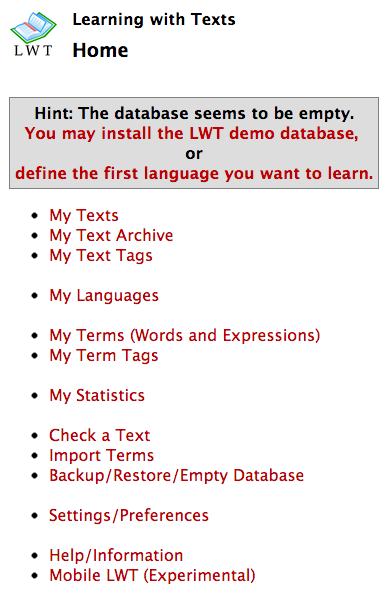 Learning with Texts
LWT
Home
Hint: The database seems to be empty.
You may install the LWT demo database,
or
define the first language you want to learn.
My Texts
My Text Archive
My Text Tags
My Languages
My Terms (Words and Expressions)
My Term Tags
My Statistics
Check a Text
Import Terms
Backup/Restore/Empty Database
Settings/Preferences
Help/Information
Mobile LWT (Experimental)